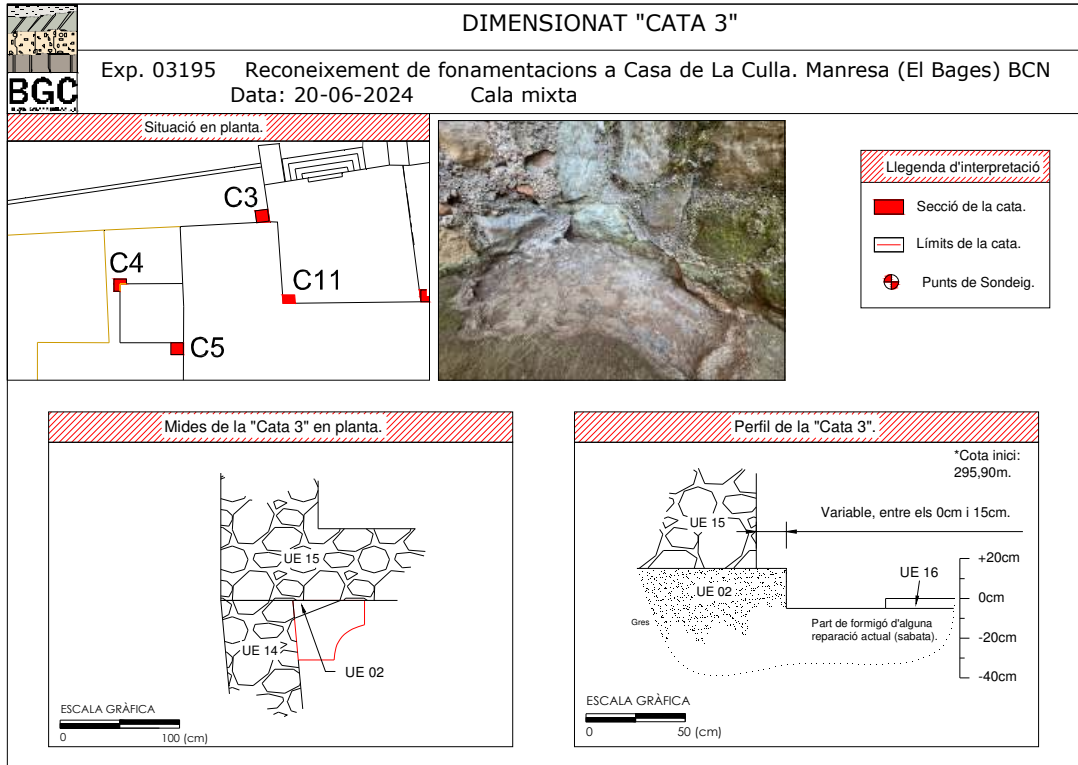 DIMENSIONAT "CATA 3"
BGC
Exp. 03195 Reconeixement de fonamentacions a Casa de La Culla. Manresa (El Bages) BCN
Data: 20-06-2024 Cala mixta
Situació en planta.
C3
C4
C11
C5
Llegenda d'interpretació
Secció de la cata.
Límits de la cata.
Punts de Sondeig.
Mides de la "Cata 3" en planta.
UE 15
UE 14
UE 02
ESCALA GRÀFICA
0 100 (cm)
Perfil de la "Cata 3".
*Cota inici:
295,90m.
Variable, entre els 0cm i 15cm.
UE 15
UE 02
UE 16
Gres
Part de formigó d'alguna
reparació actual (sabata).
+20cm
0cm
-20cm
-40cm
ESCALA GRÀFICA
0 50 (cm)